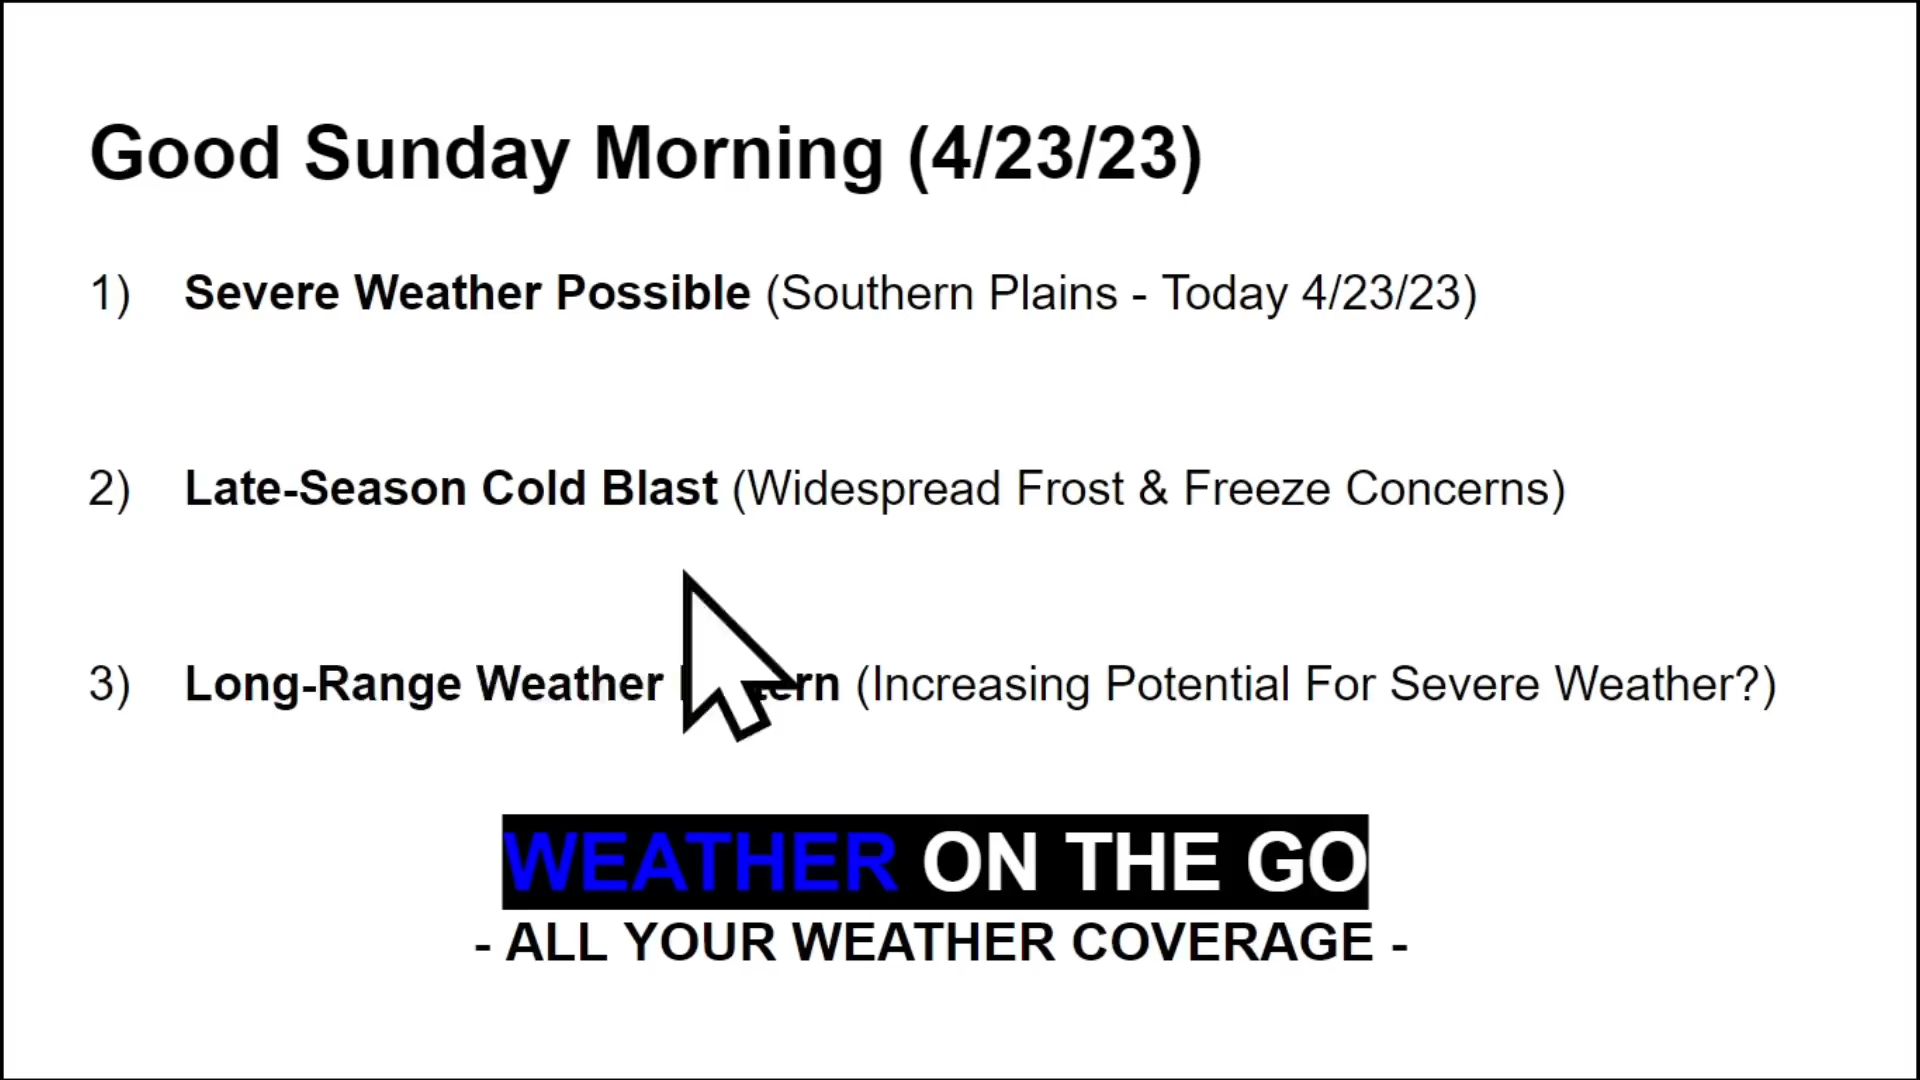 Good Sunday Morning (4/23/23)
1) Severe Weather Possible (Southern Plains - Today 4/23/23)
2) Late-Season Cold Blast (Widespread Frost & Freeze Concerns)
3) Long-Range Weather (Increasing Potential For Severe Weather?)
WEATHER ON THE GO
- ALL YOUR WEATHER COVERAGE -